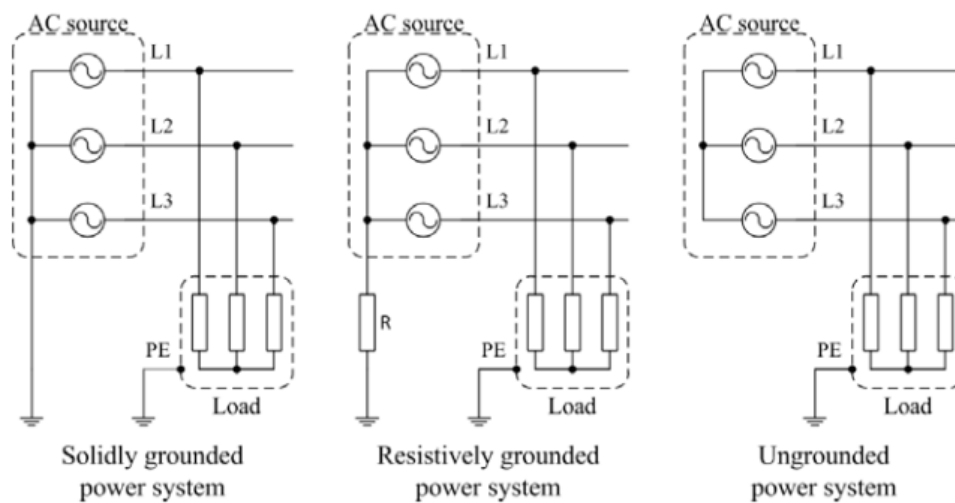 AC source
L1
L2
L3
PE
Load
Solidly grounded
power system
AC source
L1
L2
L3
R
PE
Load
Resistively grounded
power system
AC source
L1
L2
L3
PE
Load
Ungrounded
power system